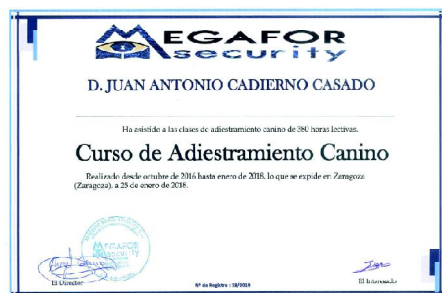 MEGAFOR
security
D. JUAN ANTONIO CADIERNO CASADO
Ha asistido a las clases de adiestramiento canino de 380 horas lectivas.
Curso de Adiestramiento Canino
Realizado desde octubre de 2016 hasta enero de 2018. lo que se expide en Zaragoza
(Zaragoza), a 25 de enero de 2018.
MEGAFOR
security
El Director
Nº de Registro : 18/2018
El Interesado